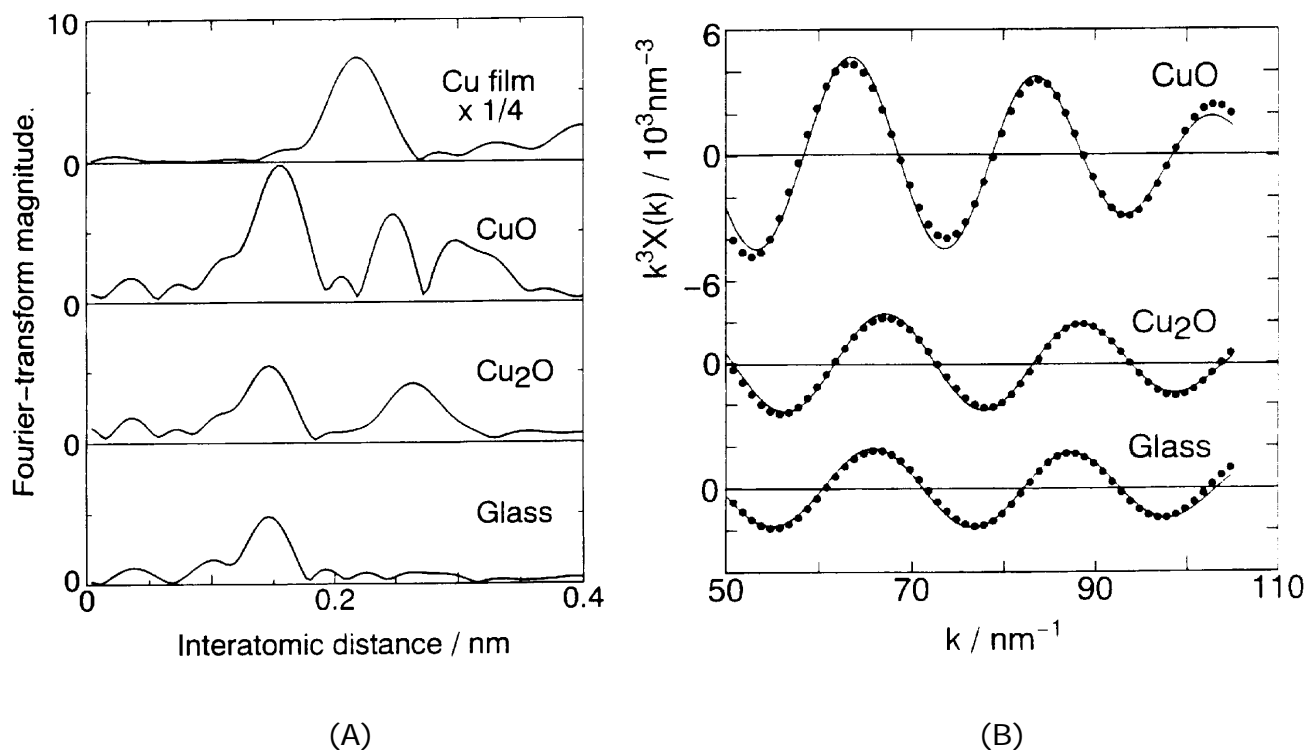 10
Cu film
x 1/4
0
CuO
0
Cu2O
0
Glass
0
0
0.2
0.4
Fourier-transform magnitude.
Interatomic distance / nm
(A)
6
CuO
0
-6
Cu2O
0
Glass
0
50
70
90
110
k³X(k) / 10³nm⁻³
k / nm⁻¹
(B)